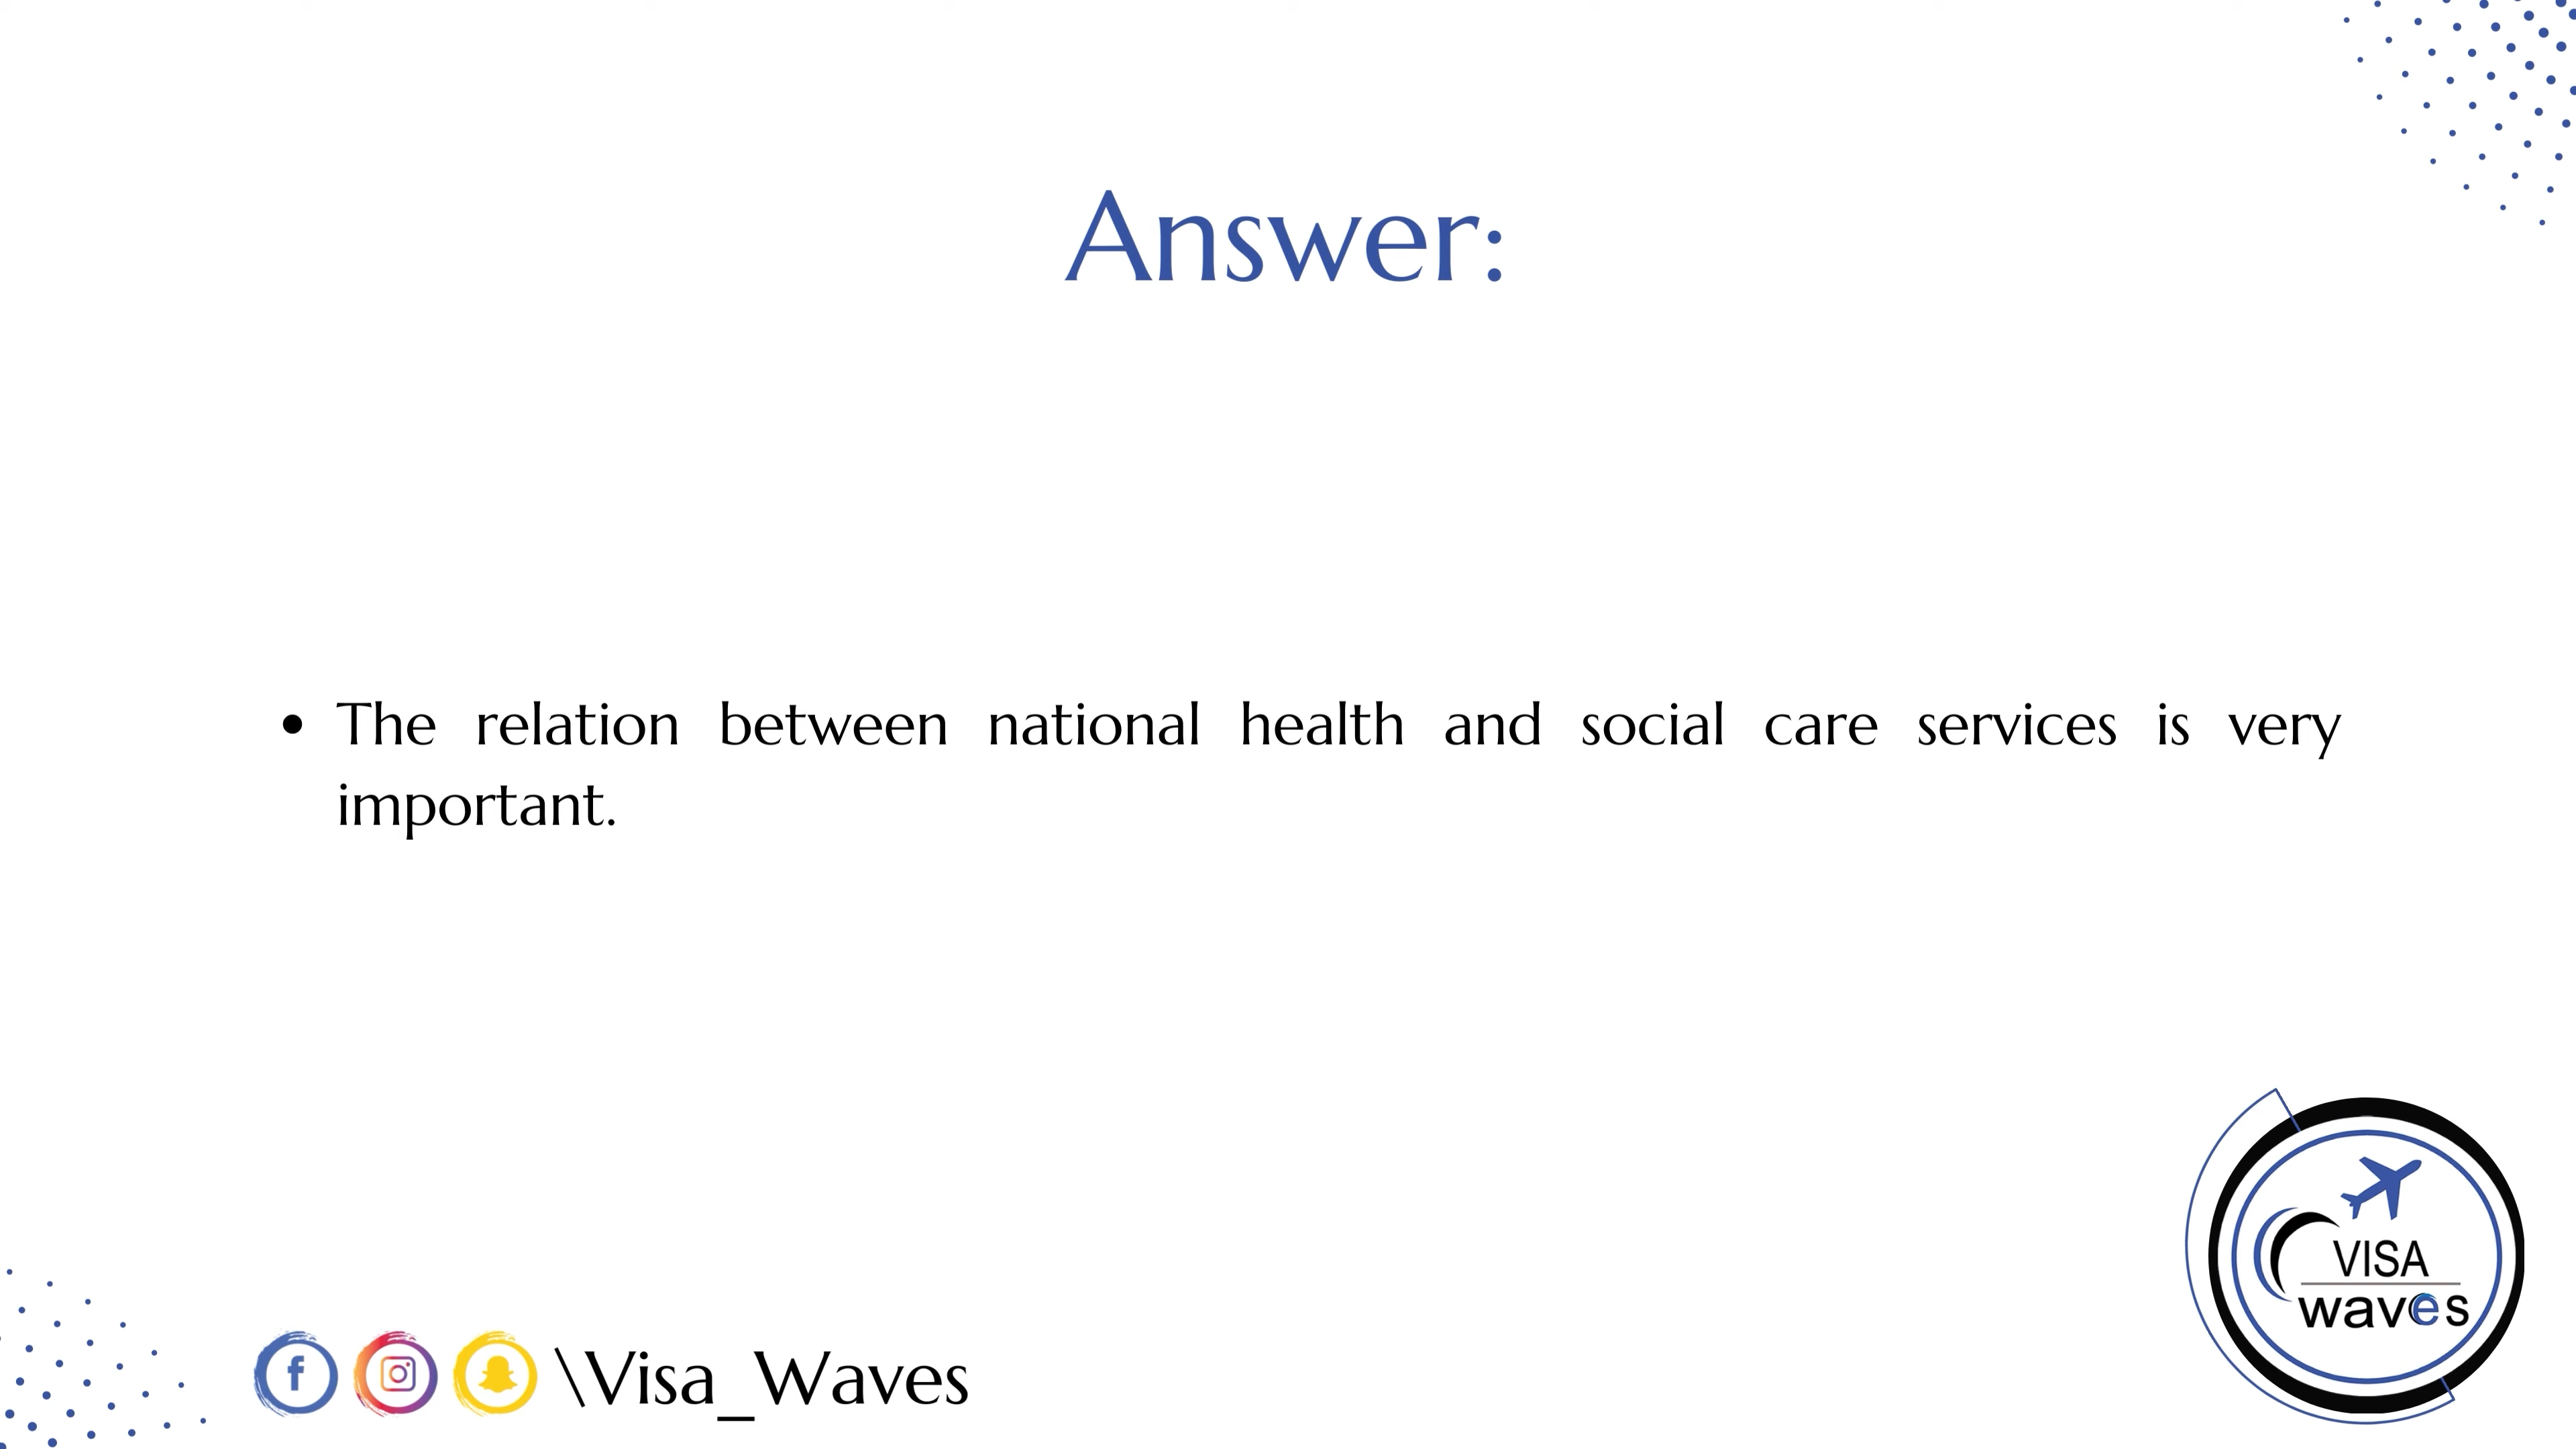 Answer:
• The relation between national health and social care services is very
important.
VISA
waves
\Visa_Waves